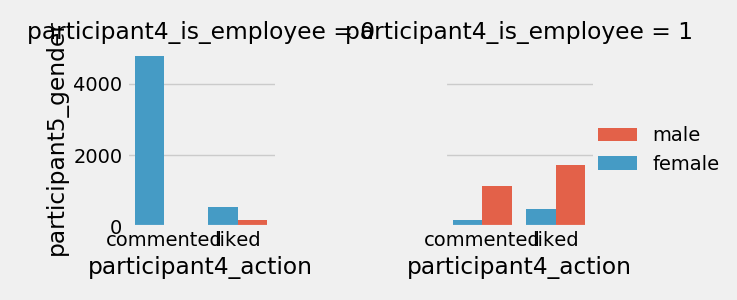 participant4_is_employee = 0
participant4_is_employee = 1
participant5_gender
4000
2000
0
male
female
commented
liked
commented
liked
participant4_action
participant4_action